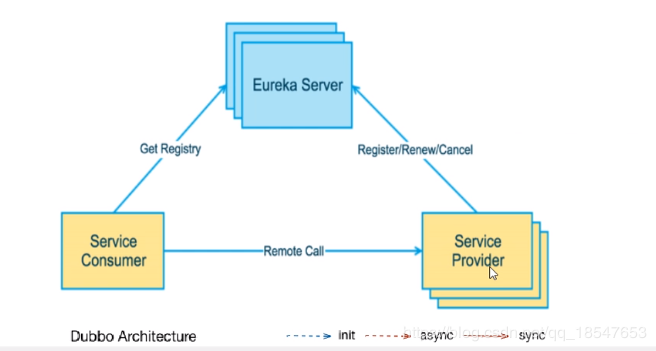 Eureka Server
Get Registry
Register/Renew/Cancel
Service
Consumer
Remote Call
Service
Provider
Dubbo Architecture
init
async
sync
https://blog.csdn.net/qq_18547653